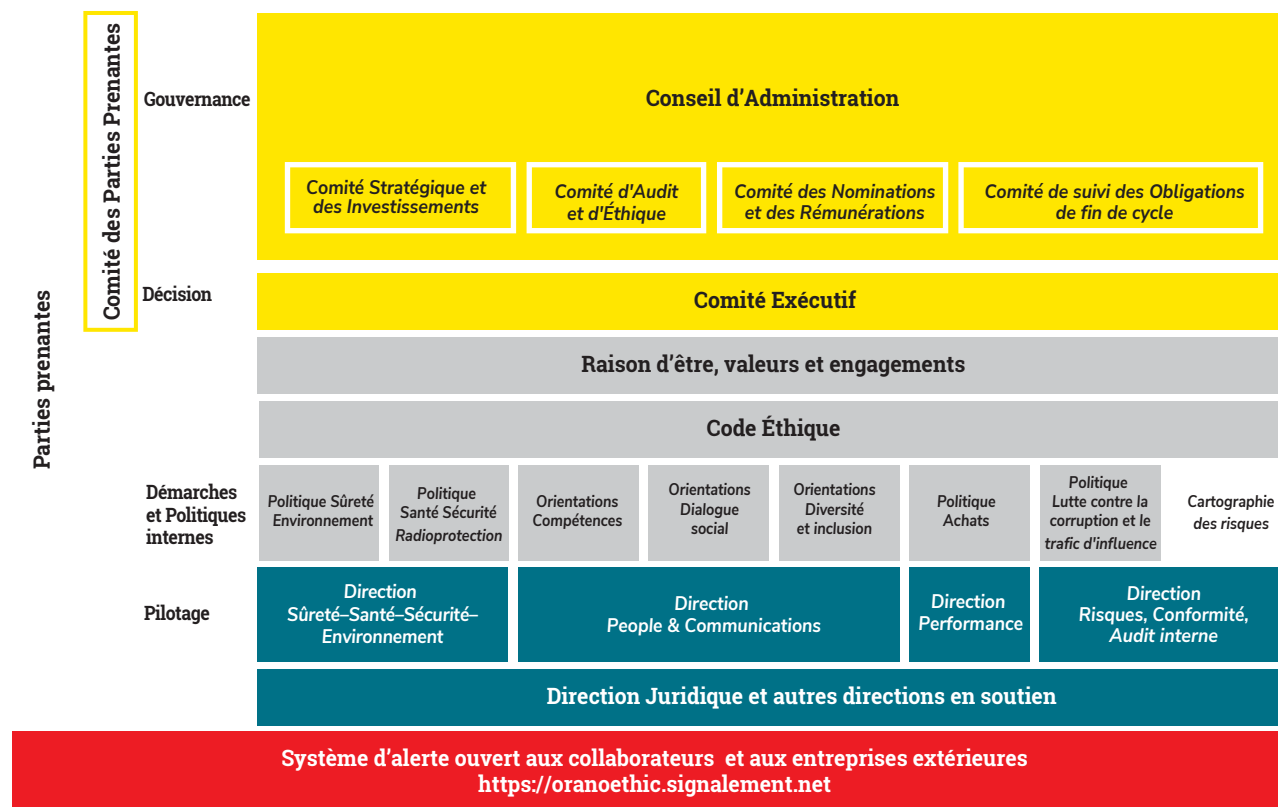 Parties prenantes
Comité des Parties Prenantes
Gouvernance
Conseil d'Administration
Comité Stratégique et
des Investissements
Comité d'Audit
et d'Éthique
Comité des Nominations
et des Rémunérations
Comité de suivi des Obligations
de fin de cycle
Décision
Comité Exécutif
Raison d'être, valeurs et engagements
Code Éthique
Démarches
et Politiques
internes
Politique Sûreté
Environnement
Politique
Santé Sécurité
Radioprotection
Orientations
Compétences
Orientations
Dialogue
social
Orientations
Diversité
et inclusion
Politique
Achats
Politique
Lutte contre la
corruption et le
trafic d'influence
Cartographie
des risques
Pilotage
Direction
Sûreté–Santé–Sécurité–
Environnement
Direction
People & Communications
Direction
Performance
Direction
Risques, Conformité,
Audit interne
Direction Juridique et autres directions en soutien
Système d'alerte ouvert aux collaborateurs et aux entreprises extérieures
https://oranoethic.signalement.net